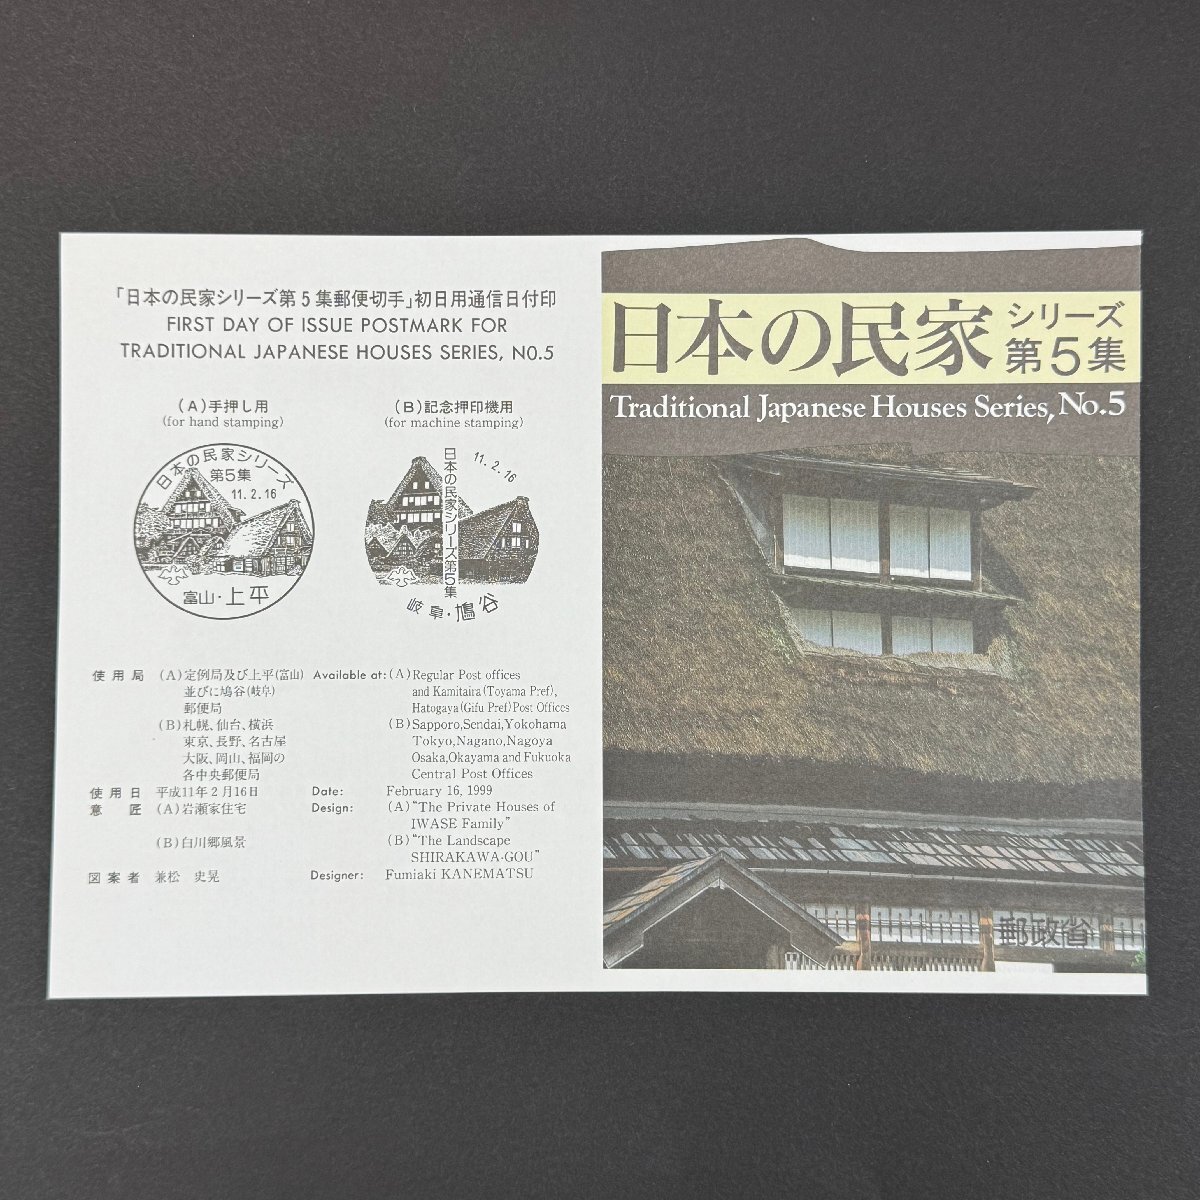 「日本の民家シリーズ第5集郵便切手」初日用通信日付印
FIRST DAY OF ISSUE POSTMARK FOR
TRADITIONAL JAPANESE HOUSES SERIES, NO.5
(A)手押し用
(for hand stamping)
日本の民家シリーズ
第5集
11.2.16
富山・上平
(B)記念押印機用
(for machine stamping)
日本の民家シリーズ第5集
11.2.16
岐阜・鳩谷
使用局 (A)定例局及び上平(富山)
並びに鳩谷(岐阜)
郵便局
(B)札幌、仙台、横浜
東京、長野、名古屋
大阪、岡山、福岡の
各中央郵便局
使用日 平成11年2月16日
意匠 (A)岩瀬家住宅
(B)白川郷風景
図案者 兼松 史晃
Available at: (A) Regular Post offices
and Kamitaira (Toyama Pref),
Hatogaya (Gifu Pref) Post Offices
(B) Sapporo, Sendai, Yokohama
Tokyo, Nagano, Nagoya
Osaka, Okayama and Fukuoka
Central Post Offices
Date: February 16, 1999
Design: (A) "The Private Houses of
IWASE Family"
(B) "The Landscape
SHIRAKAWA-GOU"
Designer: Fumiaki KANEMATSU
日本の民家 シリーズ
第5集
Traditional Japanese Houses Series, No.5
郵政省